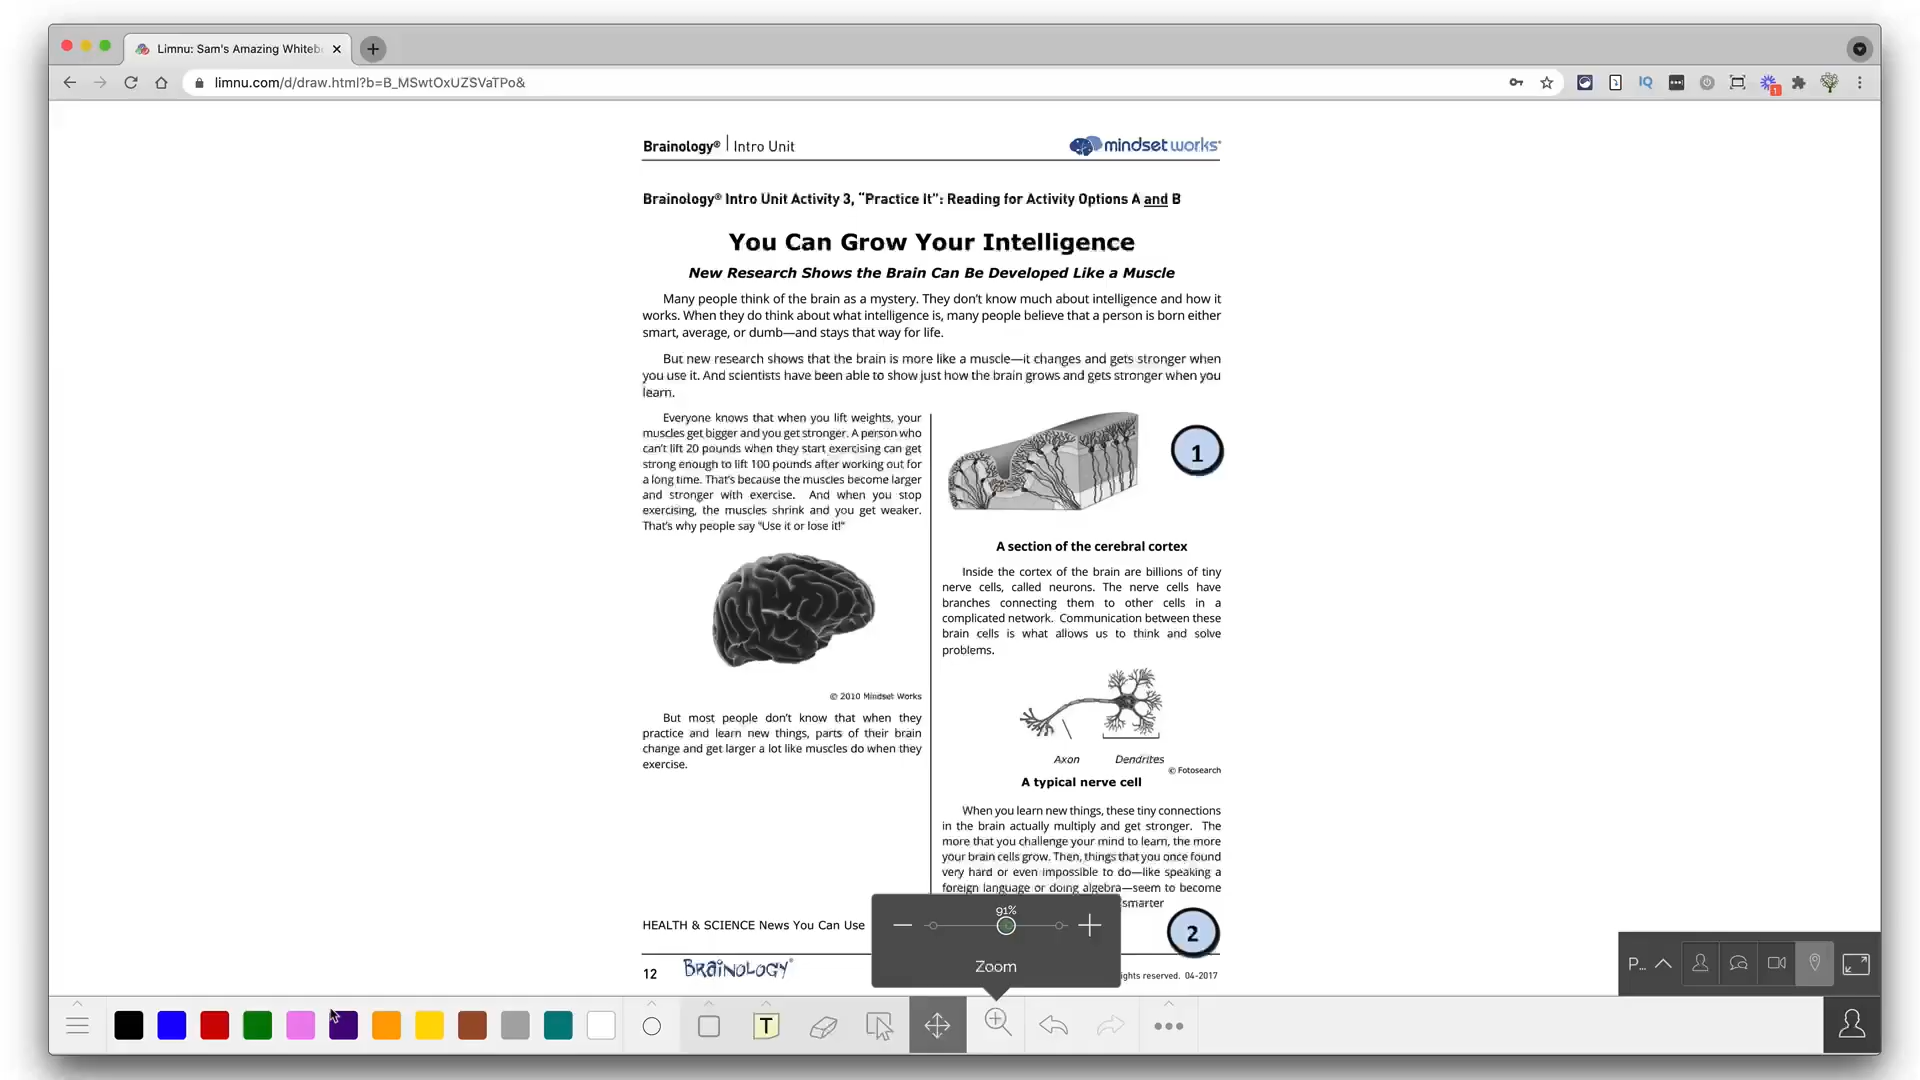 Limnu: Sam's Amazing Whiteb
limnu.com/d/draw.html?b=B_MSwtOxUZSVaTPo&
IQ
1
Brainology® | Intro Unit
mindset works®
Brainology® Intro Unit Activity 3, “Practice It”: Reading for Activity Options A and B
You Can Grow Your Intelligence
New Research Shows the Brain Can Be Developed Like a Muscle
Many people think of the brain as a mystery. They don’t know much about intelligence and how it
works. When they do think about what intelligence is, many people believe that a person is born either
smart, average, or dumb—and stays that way for life.
But new research shows that the brain is more like a muscle—it changes and gets stronger when
you use it. And scientists have been able to show just how the brain grows and gets stronger when you
learn.
Everyone knows that when you lift weights, your
muscles get bigger and you get stronger. A person who
can’t lift 20 pounds when they start exercising can get
strong enough to lift 100 pounds after working out for
a long time. That’s because the muscles become larger
and stronger with exercise. And when you stop
exercising, the muscles shrink and you get weaker.
That’s why people say “Use it or lose it!”
© 2010 Mindset Works
But most people don’t know that when they
practice and learn new things, parts of their brain
change and get larger a lot like muscles do when they
exercise.
1
A section of the cerebral cortex
Inside the cortex of the brain are billions of tiny
nerve cells, called neurons. The nerve cells have
branches connecting them to other cells in a
complicated network. Communication between these
brain cells is what allows us to think and solve
problems.
Axon
Dendrites
© Fotosearch
A typical nerve cell
When you learn new things, these tiny connections
in the brain actually multiply and get stronger. The
more that you challenge your mind to learn, the more
your brain cells grow. Then, things that you once found
very hard or even impossible to do—like speaking a
foreign language or doing algebra—seem to become
smarter
2
HEALTH & SCIENCE News You Can Use
12
BRAINOLOGY®
ights reserved. 04-2017
91%
Zoom
P...
T